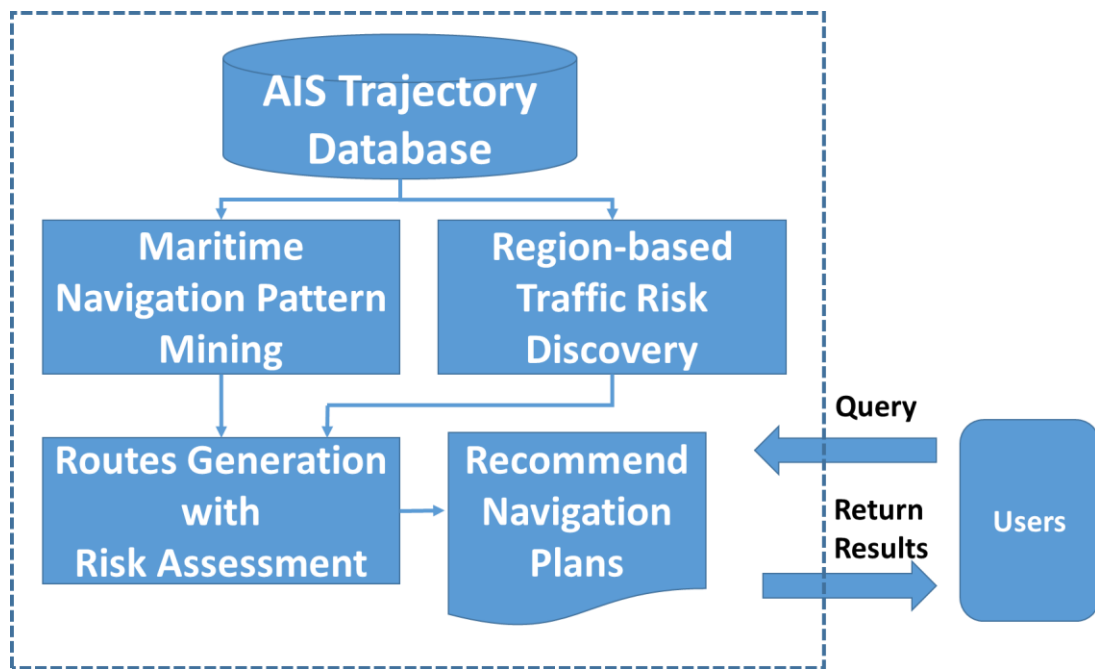 AIS Trajectory
Database
Maritime
Navigation Pattern
Mining
Region-based
Traffic Risk
Discovery
Routes Generation
with
Risk Assessment
Recommend
Navigation
Plans
Query
Return
Results
Users